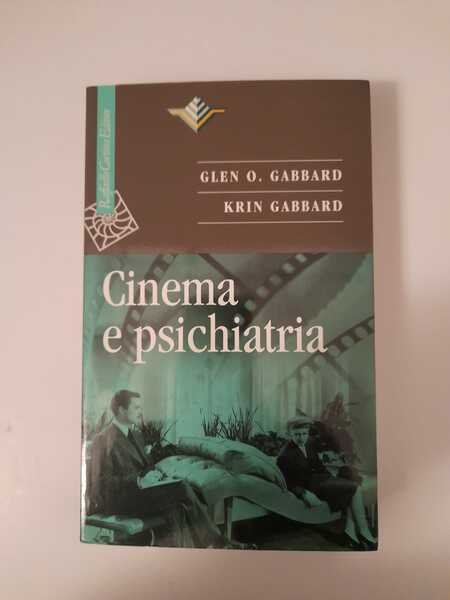 Raffaello Cortina Editore
GLEN O. GABBARD
KRIN GABBARD
Cinema
e psichiatria